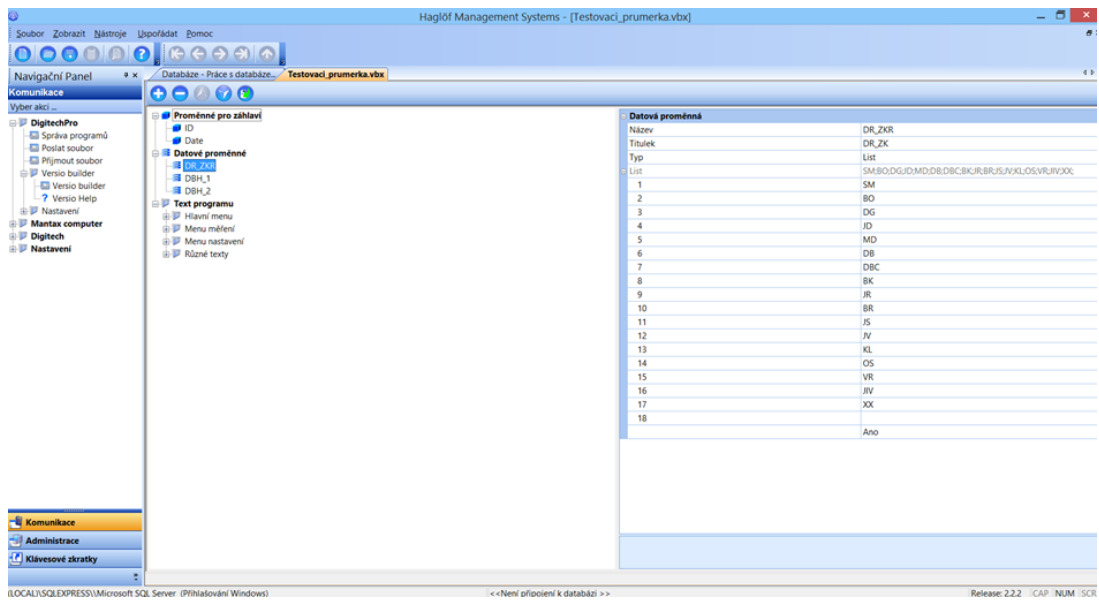 Haglöf Management Systems - [Testovaci_prumerka.vbx]
Soubor Zobrazit Nástroje Uspořádat Pomoc
Navigační Panel
Databáze - Práce s databáze... Testovaci_prumerka.vbx
Komunikace
Vyber akci ...
DigitechPro
Správa programů
Poslat soubor
Přijmout soubor
Versio builder
Versio builder
Versio Help
Nastavení
Mantax computer
Digitech
Nastavení
Proměnné pro záhlaví
ID
Date
Datové proměnné
DR_ZKR
DBH_1
DBH_2
Text programu
Hlavní menu
Menu měření
Menu nastavení
Různé texty
Datová proměnná
Název DR_ZKR
Titulek DR_ZK
Typ List
List SM;BO;DG;JD;MD;DB;DBC;BK;JR;BR;JS;JV;KL;OS;VR;JIV;XX;
1 SM
2 BO
3 DG
4 JD
5 MD
6 DB
7 DBC
8 BK
9 JR
10 BR
11 JS
12 JV
13 KL
14 OS
15 VR
16 JIV
17 XX
18
Ano
Komunikace
Administrace
Klávesové zkratky
(LOCAL)\SQLEXPRESS\\Microsoft SQL Server (Přihlašování Windows) <<Není připojení k databázi >> Release: 2.2.2 CAP NUM SCR